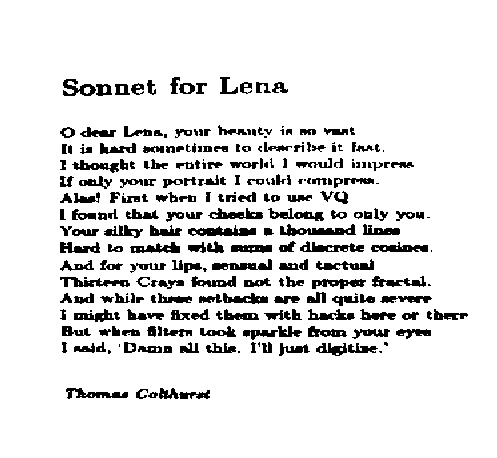 Sonnet for Lena
O dear Lena, your beauty is so vast
It is hard sometimes to describe it fast.
I thought the entire world I would impress
If only your portrait I could compress.
Alas! First when I tried to use VQ
I found that your cheeks belong to only you.
Your silky hair contains a thousand lines
Hard to match with sums of discrete cosines.
And for your lips, sensual and tactual
Thirteen Crays found not the proper fractal.
And while these setbacks are all quite severe
I might have fixed them with hacks here or there
But when filters took sparkle from your eyes
I said, 'Damn all this. I'll just digitize.'
Thomas Colthurst